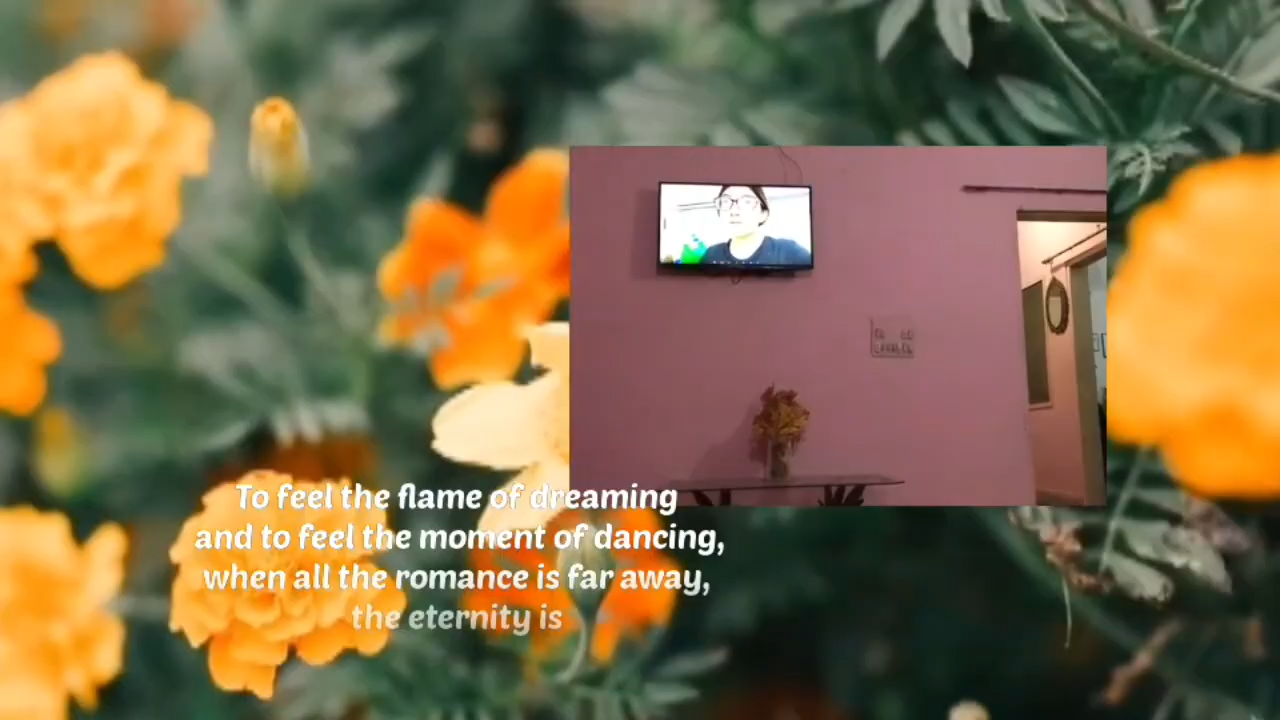 To feel the flame of dreaming
and to feel the moment of dancing,
when all the romance is far away,
the eternity is